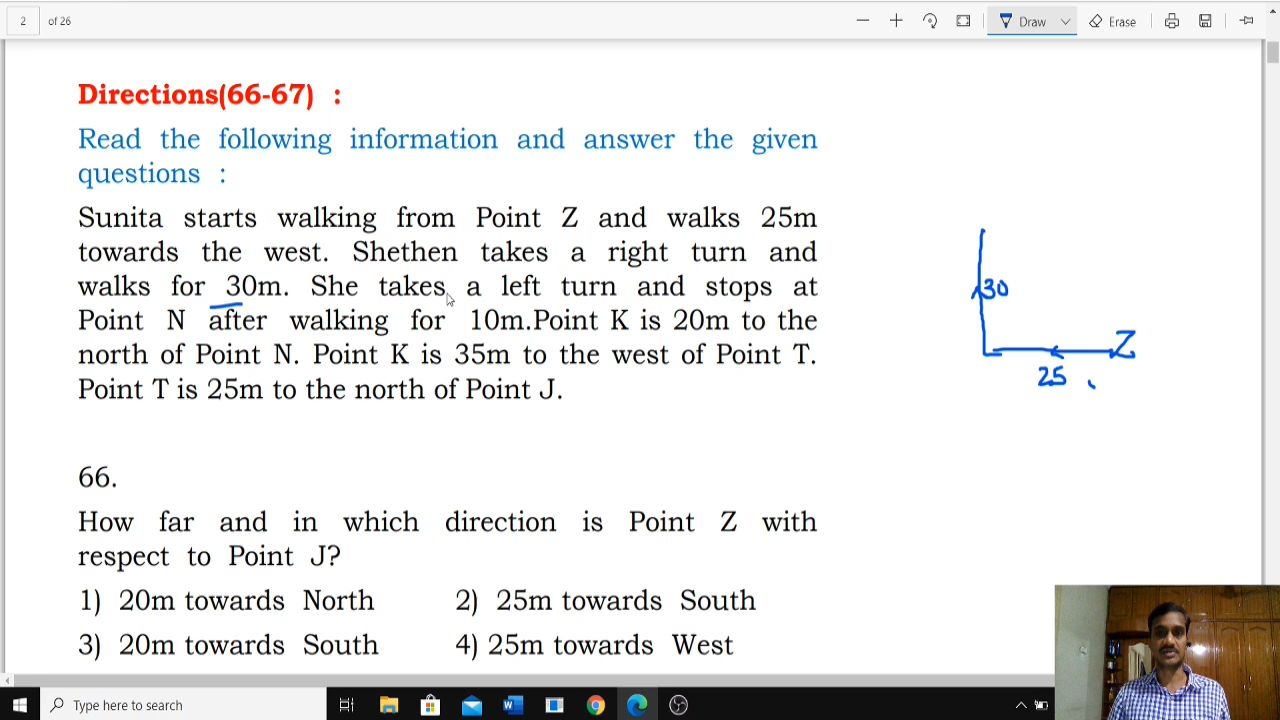 2 of 26 Draw Erase
Directions(66-67) :
Read the following information and answer the given
questions :
Sunita starts walking from Point Z and walks 25m
towards the west. Shethen takes a right turn and
walks for 30m. She takes a left turn and stops at
Point N after walking for 10m.Point K is 20m to the
north of Point N. Point K is 35m to the west of Point T.
Point T is 25m to the north of Point J.
30
Z
25
66.
How far and in which direction is Point Z with
respect to Point J?
1) 20m towards North 2) 25m towards South
3) 20m towards South 4) 25m towards West
Type here to search